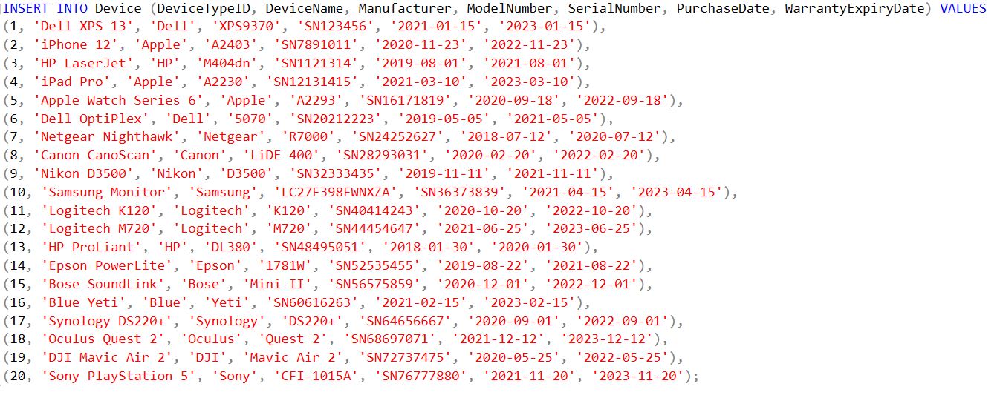 INSERT INTO Device (DeviceTypeID, DeviceName, Manufacturer, ModelNumber, SerialNumber, PurchaseDate, WarrantyExpiryDate) VALUES
(1, 'Dell XPS 13', 'Dell', 'XPS9370', 'SN123456', '2021-01-15', '2023-01-15'),
(2, 'iPhone 12', 'Apple', 'A2403', 'SN7891011', '2020-11-23', '2022-11-23'),
(3, 'HP LaserJet', 'HP', 'M404dn', 'SN1121314', '2019-08-01', '2021-08-01'),
(4, 'iPad Pro', 'Apple', 'A2230', 'SN12131415', '2021-03-10', '2023-03-10'),
(5, 'Apple Watch Series 6', 'Apple', 'A2293', 'SN16171819', '2020-09-18', '2022-09-18'),
(6, 'Dell OptiPlex', 'Dell', '5070', 'SN20212223', '2019-05-05', '2021-05-05'),
(7, 'Netgear Nighthawk', 'Netgear', 'R7000', 'SN24252627', '2018-07-12', '2020-07-12'),
(8, 'Canon CanoScan', 'Canon', 'LiDE 400', 'SN28293031', '2020-02-20', '2022-02-20'),
(9, 'Nikon D3500', 'Nikon', 'D3500', 'SN32333435', '2019-11-11', '2021-11-11'),
(10, 'Samsung Monitor', 'Samsung', 'LC27F398FWNXZA', 'SN36373839', '2021-04-15', '2023-04-15'),
(11, 'Logitech K120', 'Logitech', 'K120', 'SN40414243', '2020-10-20', '2022-10-20'),
(12, 'Logitech M720', 'Logitech', 'M720', 'SN44454647', '2021-06-25', '2023-06-25'),
(13, 'HP ProLiant', 'HP', 'DL380', 'SN48495051', '2018-01-30', '2020-01-30'),
(14, 'Epson PowerLite', 'Epson', '1781W', 'SN52535455', '2019-08-22', '2021-08-22'),
(15, 'Bose SoundLink', 'Bose', 'Mini II', 'SN56575859', '2020-12-01', '2022-12-01'),
(16, 'Blue Yeti', 'Blue', 'Yeti', 'SN60616263', '2021-02-15', '2023-02-15'),
(17, 'Synology DS220+', 'Synology', 'DS220+', 'SN64656667', '2020-09-01', '2022-09-01'),
(18, 'Oculus Quest 2', 'Oculus', 'Quest 2', 'SN68697071', '2021-12-12', '2023-12-12'),
(19, 'DJI Mavic Air 2', 'DJI', 'Mavic Air 2', 'SN72737475', '2020-05-25', '2022-05-25'),
(20, 'Sony PlayStation 5', 'Sony', 'CFI-1015A', 'SN76777880', '2021-11-20', '2023-11-20');